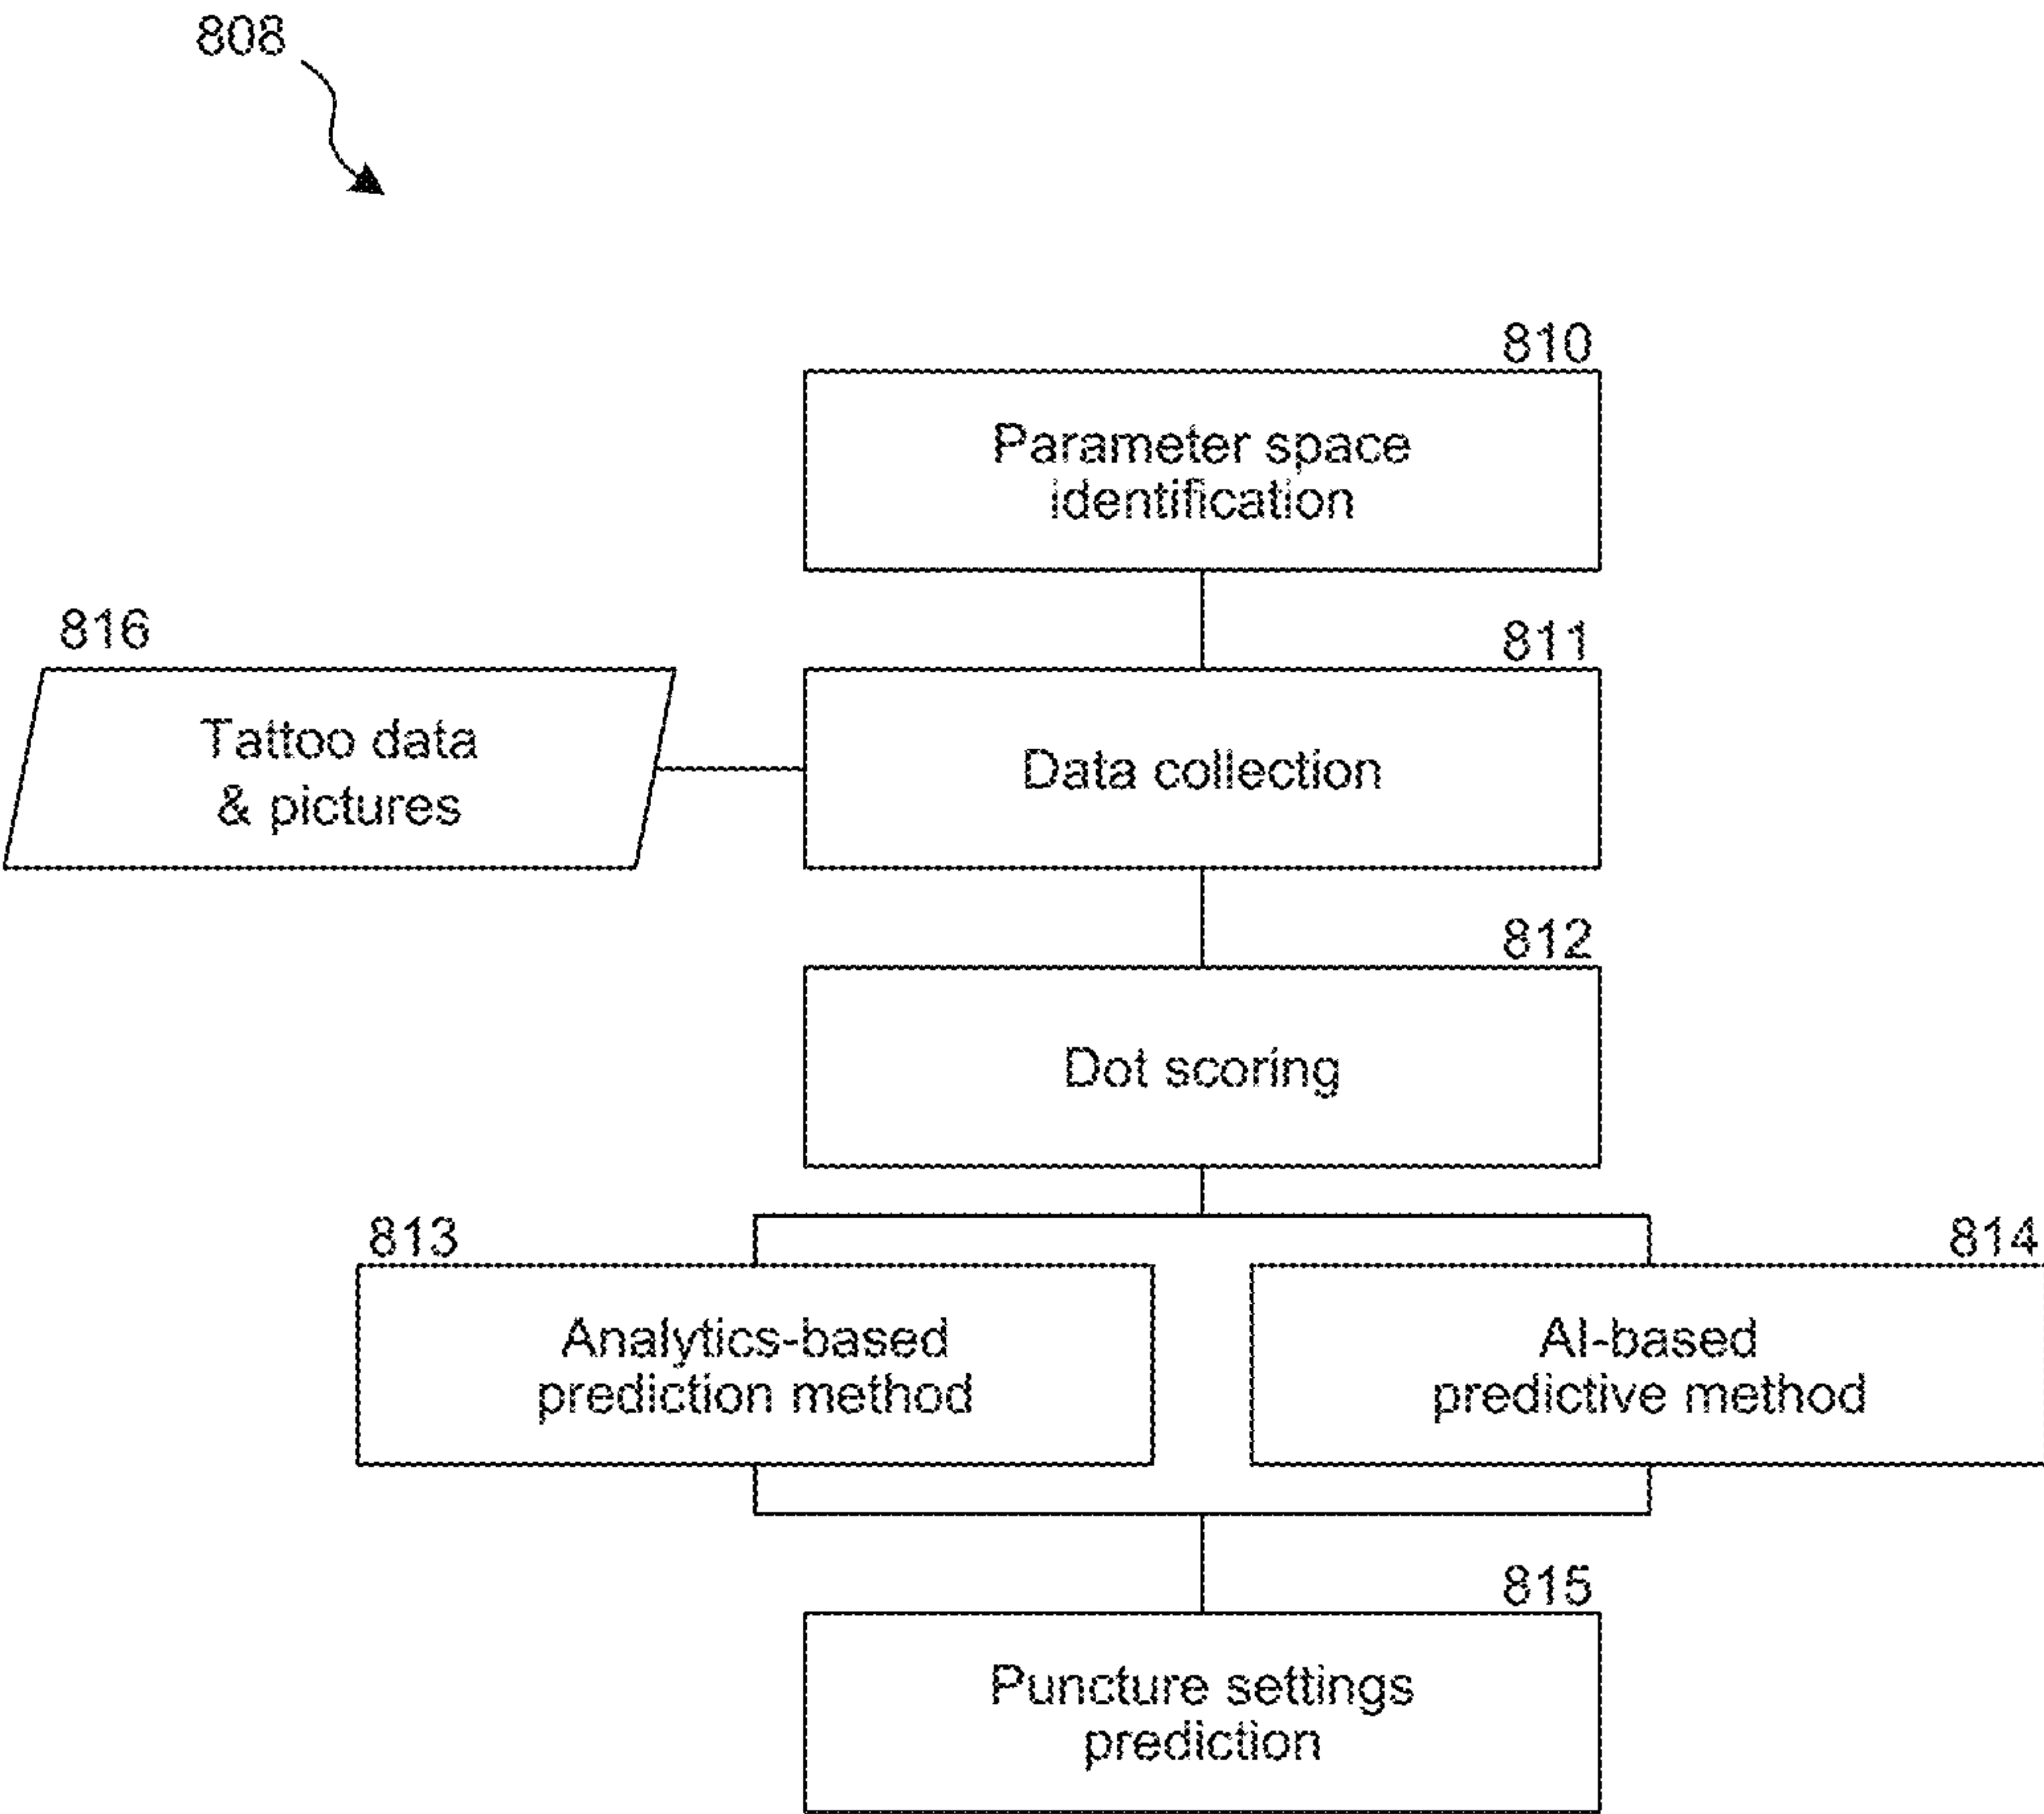 808
810
Parameter space
identification
816
811
Tattoo data
& pictures
Data collection
812
Dot scoring
813
814
Analytics-based
prediction method
AI-based
predictive method
815
Puncture settings
prediction